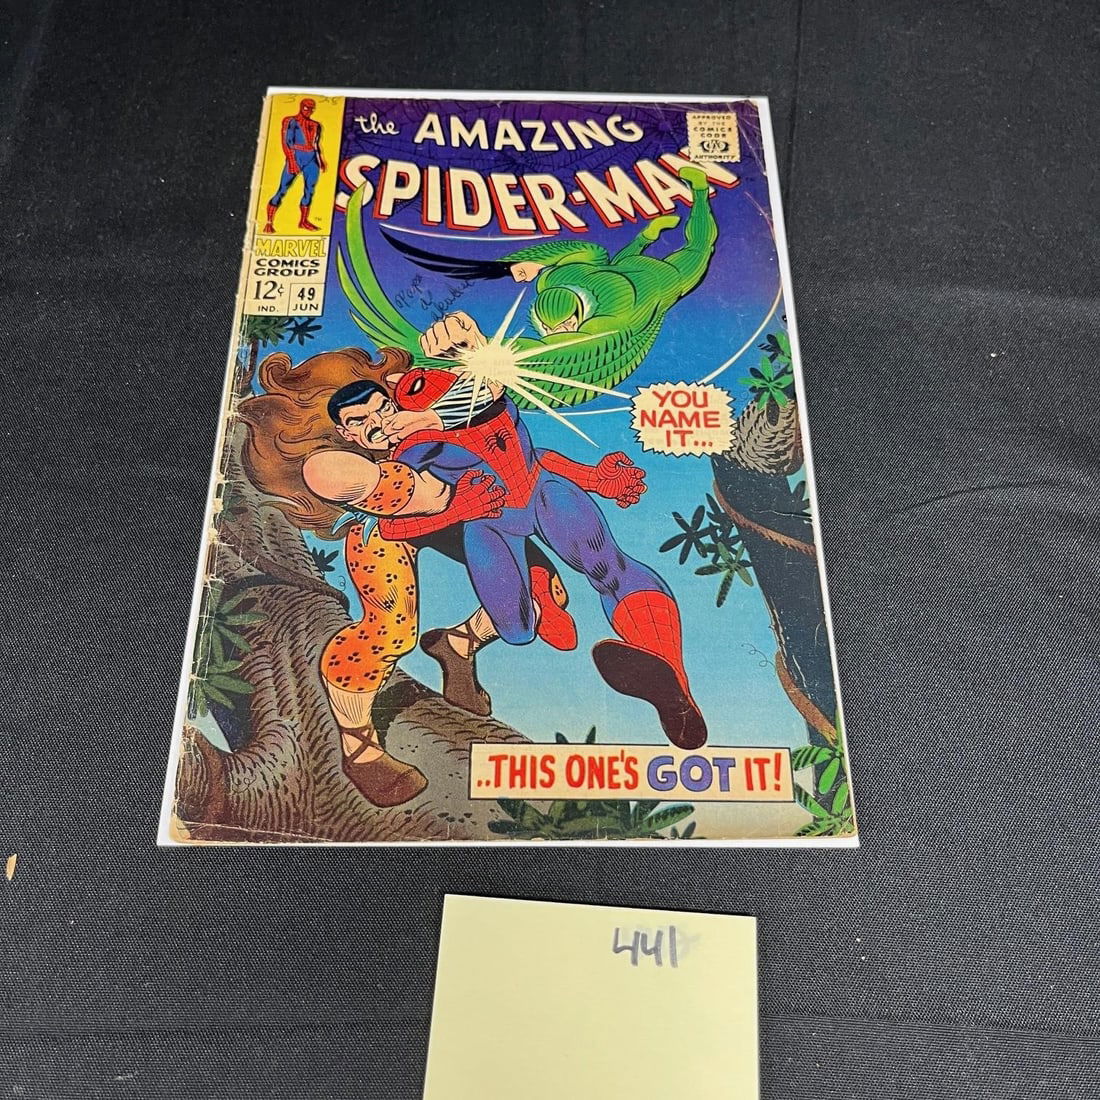 the AMAZING
SPIDER-MAN
APPROVED
BY THE
COMICS
CODE
AUTHORITY
MARVEL
COMICS
GROUP
12¢
IND.
49
JUN
YOU
NAME
IT...
..THIS ONE'S GOT IT!
441